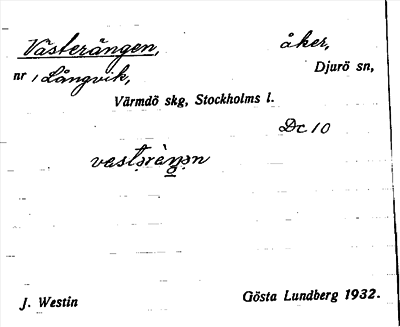 Västerängen, åker,
nr 1 Långvik, Djurö sn,
Värmdö skg, Stockholms l.
Dc 10
J. Westin Gösta Lundberg 1932.